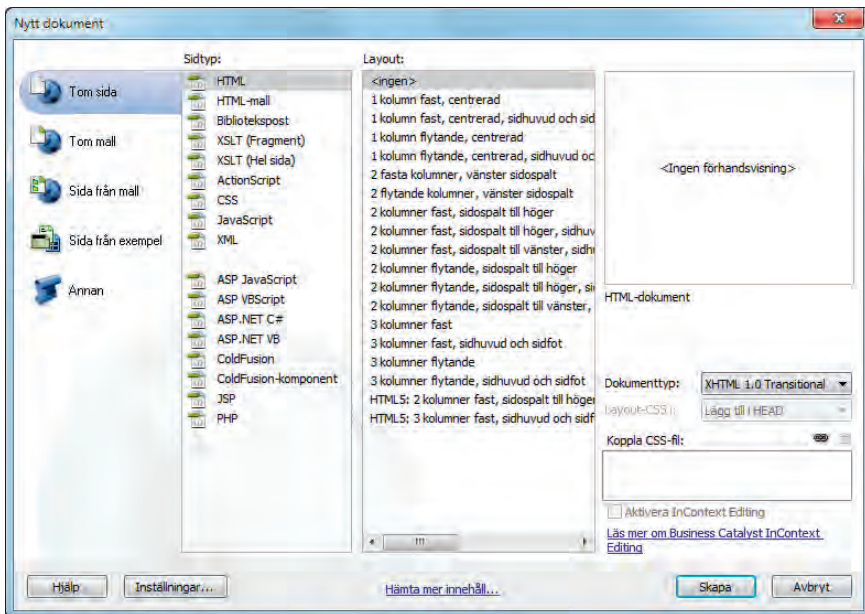 Nytt dokument
Tom sida
Tom mall
Sida från mall
Sida från exempel
Annan
Sidtyp:
HTML
HTML-mall
Bibliotekspost
XSLT (Fragment)
XSLT (Hel sida)
ActionScript
CSS
JavaScript
XML
ASP JavaScript
ASP VBScript
ASP.NET C#
ASP.NET VB
ColdFusion
ColdFusion-komponent
JSP
PHP
Layout:
<ingen>
1 kolumn fast, centrerad
1 kolumn fast, centrerad, sidhuvud och sid
1 kolumn flytande, centrerad
1 kolumn flytande, centrerad, sidhuvud oc
2 fasta kolumner, vänster sidospalt
2 flytande kolumner, vänster sidospalt
2 kolumner fast, sidospalt till höger
2 kolumner fast, sidospalt till höger, sidhuv
2 kolumner fast, sidospalt till vänster, sidh
2 kolumner flytande, sidospalt till höger
2 kolumner flytande, sidospalt till höger, si
2 kolumner flytande, sidospalt till vänster,
3 kolumner fast
3 kolumner fast, sidhuvud och sidfot
3 kolumner flytande
3 kolumner flytande, sidhuvud och sidfot
HTML5: 2 kolumner fast, sidospalt till höger
HTML5: 3 kolumner fast, sidhuvud och sidf
<Ingen förhandsvisning>
HTML-dokument
Dokumenttyp: XHTML 1.0 Transitional
Layout-CSS i: Lägg till i HEAD
Koppla CSS-fil:
Aktivera InContext Editing
Läs mer om Business Catalyst InContext
Editing
Hjälp Inställningar... Hämta mer innehåll... Skapa Avbryt